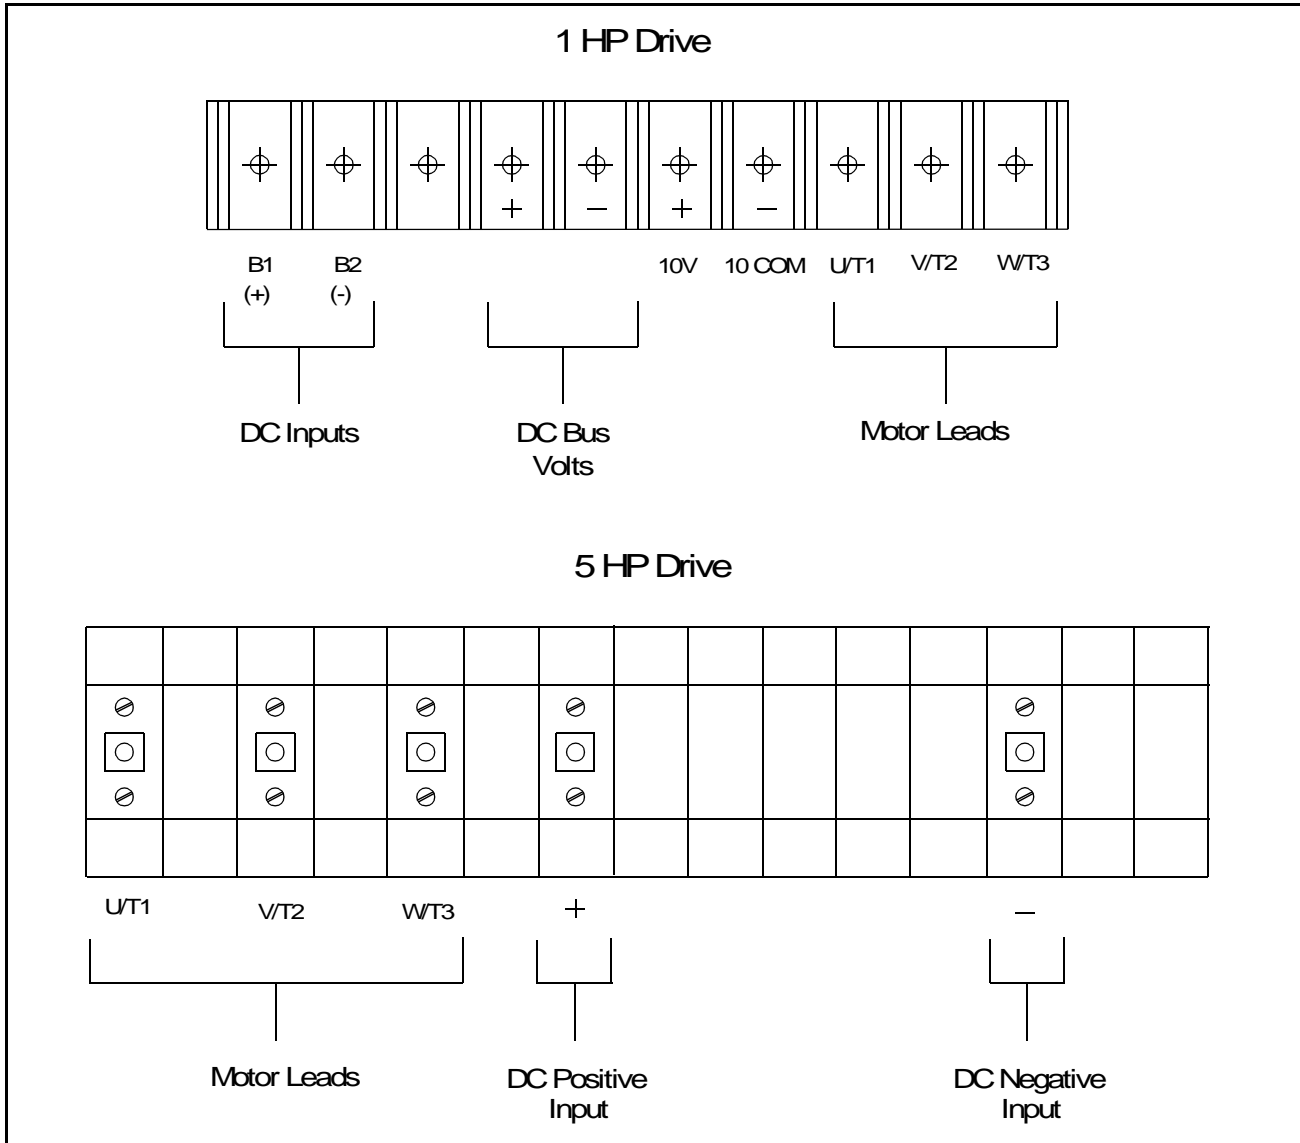 1 HP Drive
+ − + −
B1 B2 10V 10 COM U/T1 V/T2 W/T3
(+) (-)
DC Inputs DC Bus Motor Leads
Volts
5 HP Drive
U/T1 V/T2 W/T3 + −
Motor Leads DC Positive DC Negative
Input Input